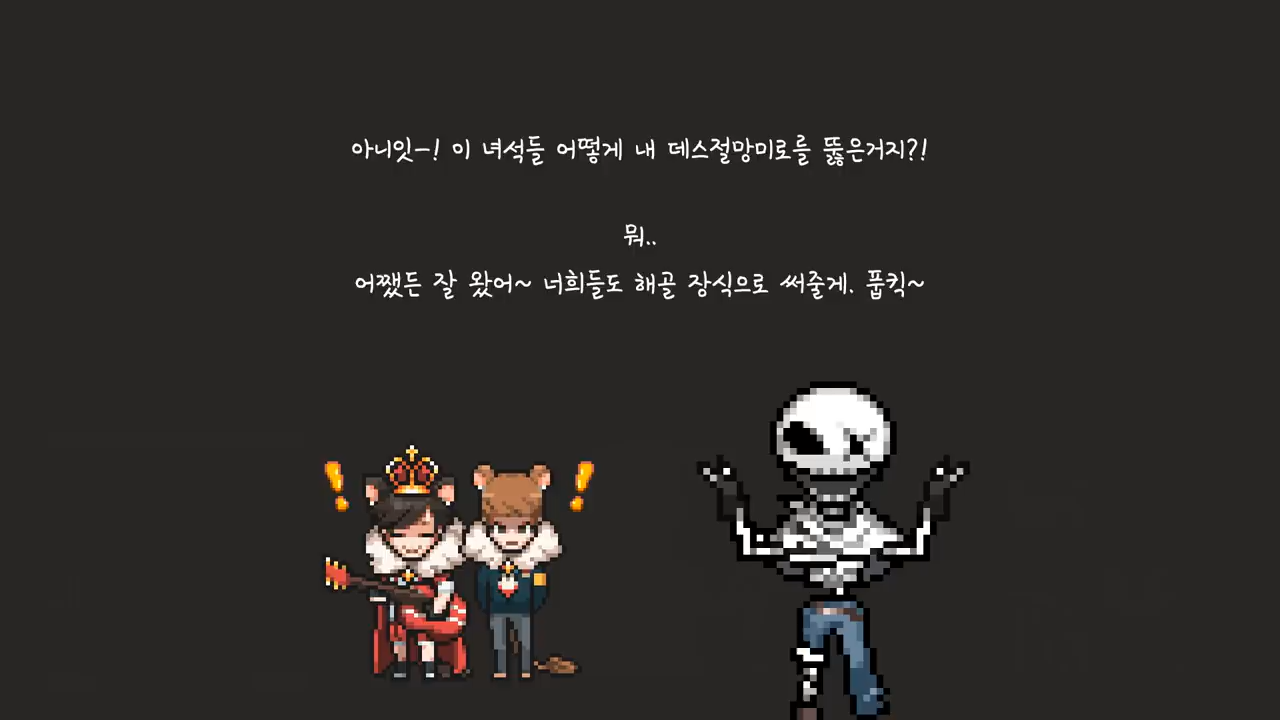 아니잇-! 이 녀석들 어떻게 내 데스절망미로를 뚫은거지?!
뭐..
어쨌든 잘 왔어~ 너희들도 해골 장식으로 써줄게. 풉킥~